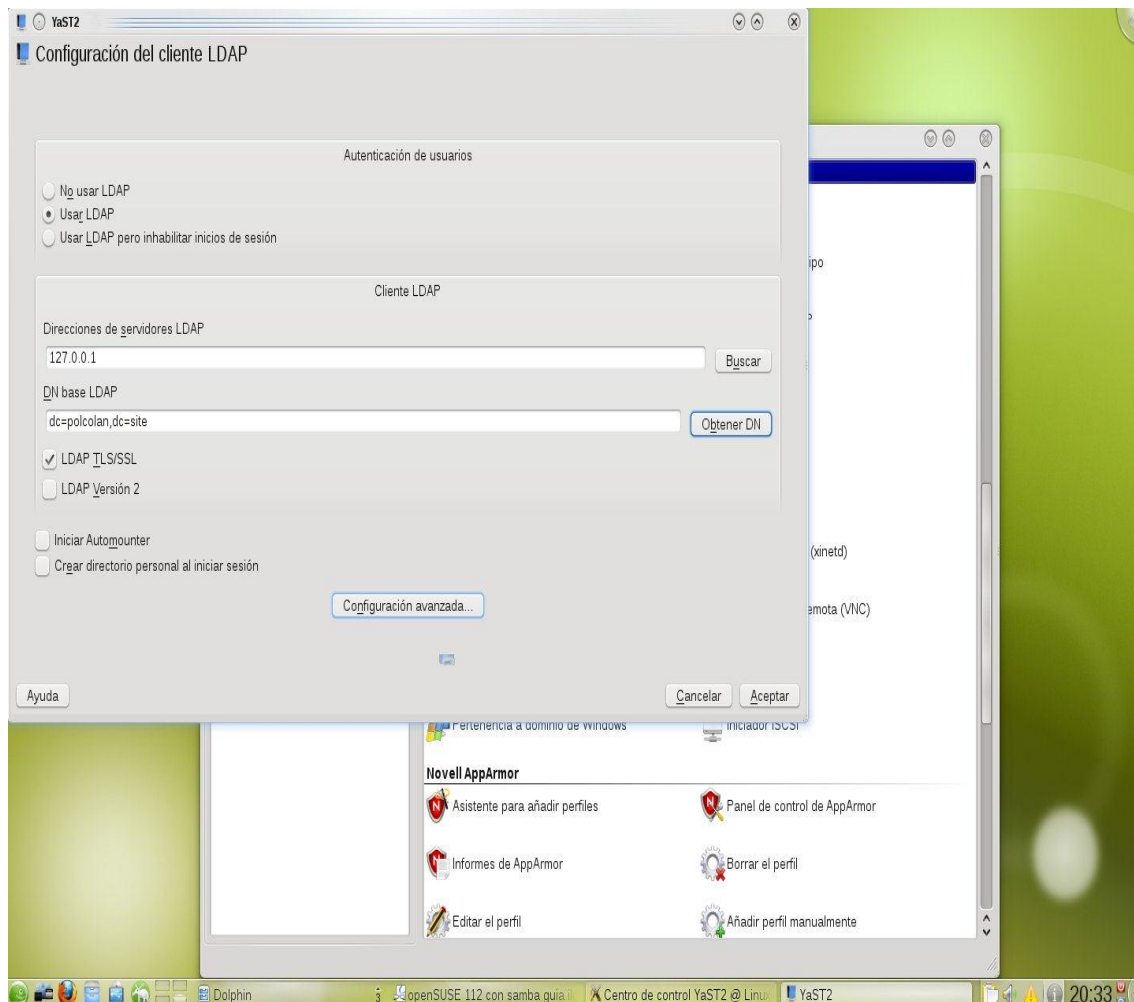 YaST2
Configuración del cliente LDAP
Autenticación de usuarios
No usar LDAP
Usar LDAP
Usar LDAP pero inhabilitar inicios de sesión
Cliente LDAP
Direcciones de servidores LDAP
127.0.0.1
Buscar
DN base LDAP
dc=polcolan,dc=site
Obtener DN
LDAP TLS/SSL
LDAP Versión 2
Iniciar Automounter
Crear directorio personal al iniciar sesión
Configuración avanzada...
Ayuda
Cancelar
Aceptar
ipo
(xinetd)
emota (VNC)
Pertenencia a dominio de Windows
Iniciador iSCSI
Novell AppArmor
Asistente para añadir perfiles
Panel de control de AppArmor
Informes de AppArmor
Borrar el perfil
Editar el perfil
Añadir perfil manualmente
Dolphin
openSUSE 112 con samba guia il
Centro de control YaST2 @ Linux
YaST2
20:33